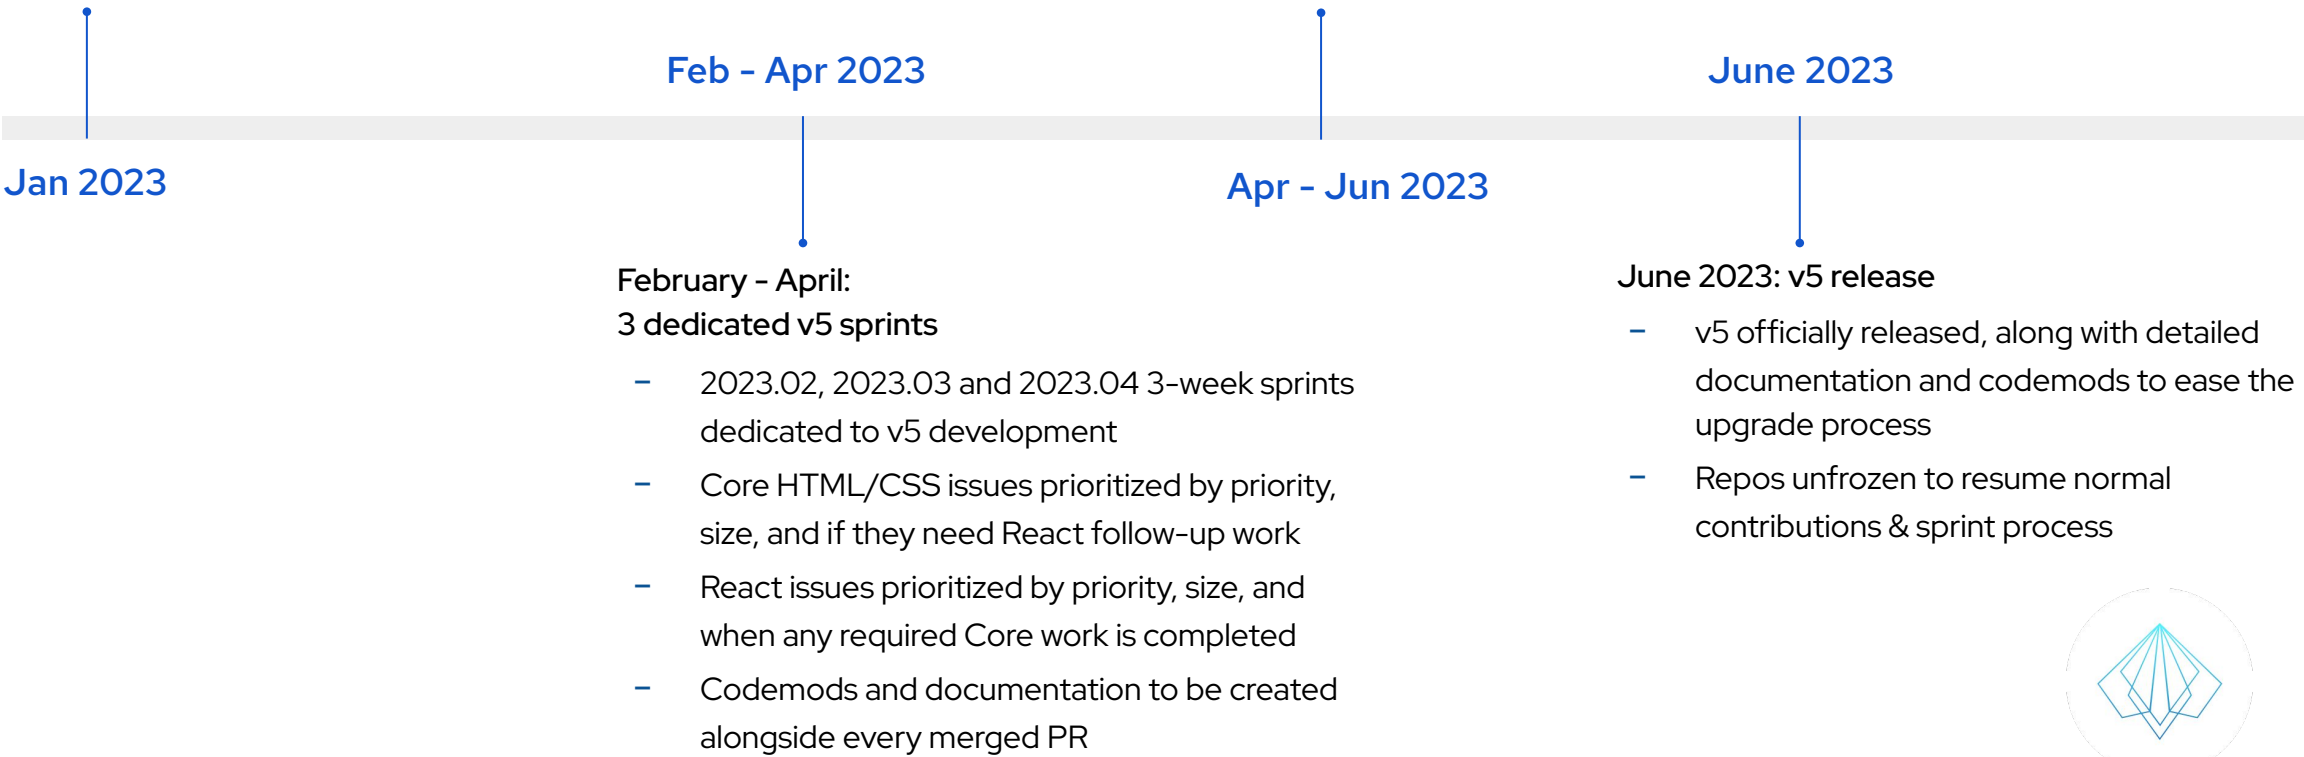 Feb - Apr 2023
June 2023
Jan 2023
Apr - Jun 2023
February - April:
3 dedicated v5 sprints
- 2023.02, 2023.03 and 2023.04 3-week sprints
dedicated to v5 development
- Core HTML/CSS issues prioritized by priority,
size, and if they need React follow-up work
- React issues prioritized by priority, size, and
when any required Core work is completed
- Codemods and documentation to be created
alongside every merged PR
June 2023: v5 release
- v5 officially released, along with detailed
documentation and codemods to ease the
upgrade process
- Repos unfrozen to resume normal
contributions & sprint process